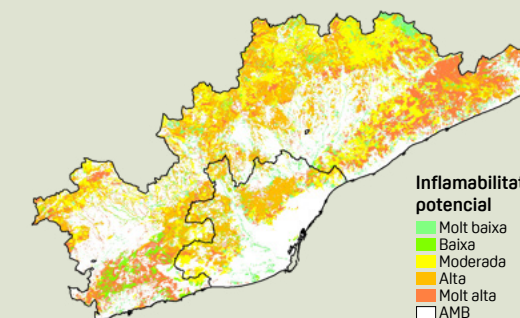 Inflamabilitat
potencial
Molt baixa
Baixa
Moderada
Alta
Molt alta
AMB